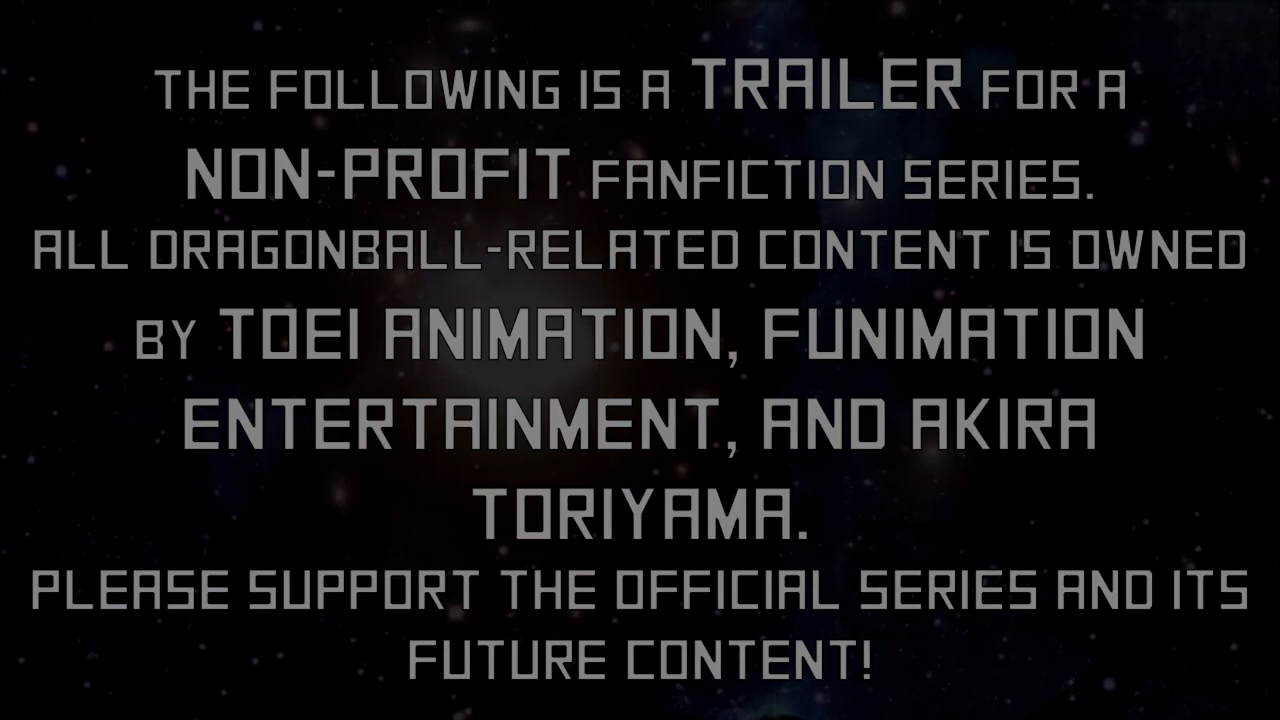 THE FOLLOWING IS A TRAILER FOR A
NON-PROFIT FANFICTION SERIES.
ALL DRAGONBALL-RELATED CONTENT IS OWNED
BY TOEI ANIMATION, FUNIMATION
ENTERTAINMENT, AND AKIRA
TORIYAMA.
PLEASE SUPPORT THE OFFICIAL SERIES AND ITS
FUTURE CONTENT!